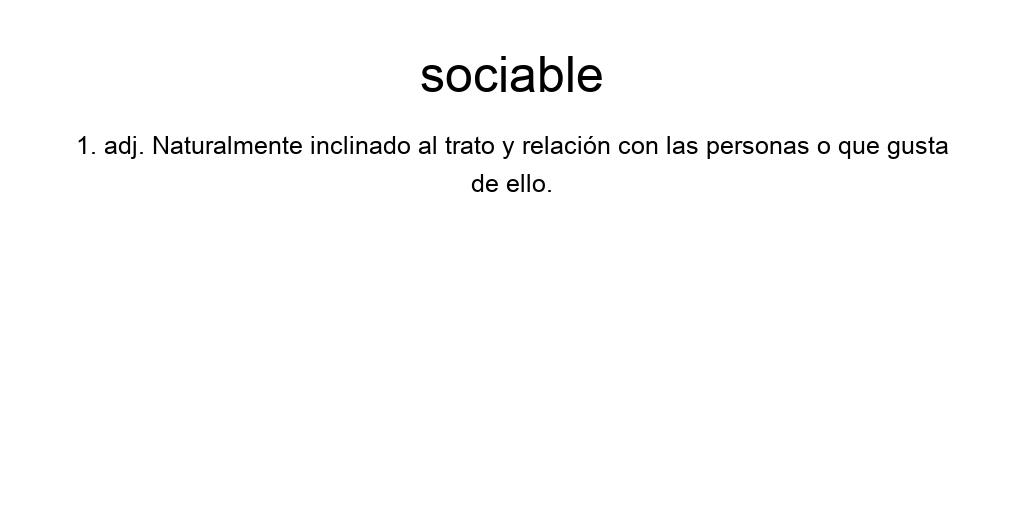 sociable
1. adj. Naturalmente inclinado al trato y relación con las personas o que gusta
de ello.